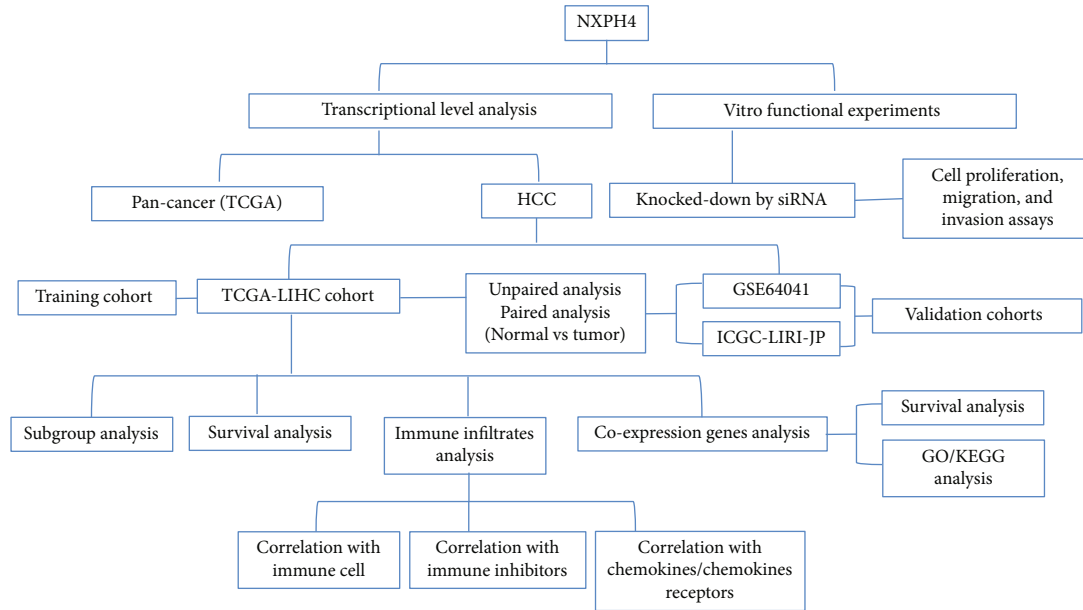 NXPH4
Transcriptional level analysis
Vitro functional experiments
Pan-cancer (TCGA)
HCC
Knocked-down by siRNA
Cell proliferation,
migration, and
invasion assays
Training cohort
TCGA-LIHC cohort
Unpaired analysis
Paired analysis
(Normal vs tumor)
GSE64041
ICGC-LIRI-JP
Validation cohorts
Subgroup analysis
Survival analysis
Immune infiltrates
analysis
Co-expression genes analysis
Survival analysis
GO/KEGG
analysis
Correlation with
immune cell
Correlation with
immune inhibitors
Correlation with
chemokines/chemokines
receptors